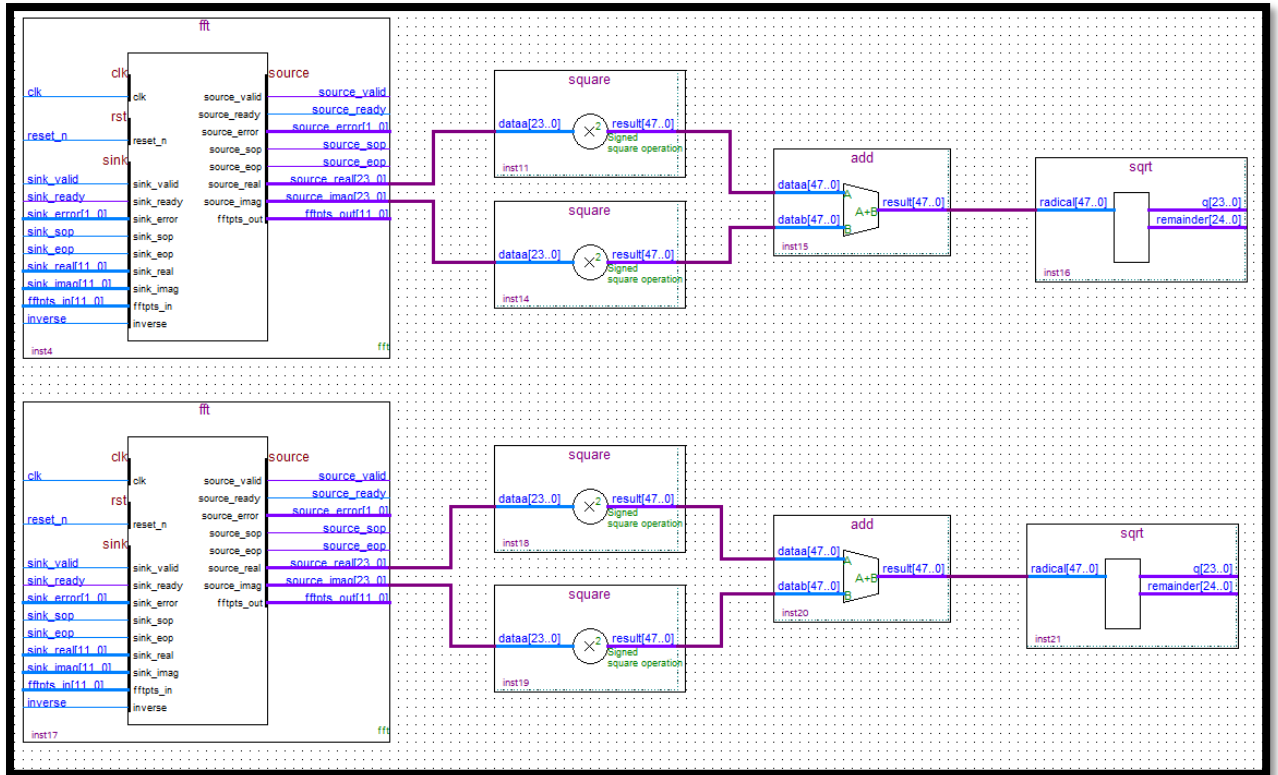 fft
clk
source
clk
clk
source_valid
source_valid
rst
source_ready
source_ready
reset_n
reset_n
source_error
source_error[1..0]
sink
source_sop
source_sop
source_eop
source_eop
sink_valid
sink_valid
source_real
source_real[23..0]
sink_ready
sink_ready
source_imag
source_imag[23..0]
sink_error[1..0]
sink_error
fftpts_out
fftpts_out[11..0]
sink_sop
sink_sop
sink_eop
sink_eop
sink_real[11..0]
sink_real
sink_imag[11..0]
sink_imag
fftpts_in[11..0]
fftpts_in
inverse
inverse
inst4
fft
square
dataa[23..0]
×2
result[47..0]
Signed
square operation
inst11
square
dataa[23..0]
×2
result[47..0]
Signed
square operation
inst14
add
dataa[47..0]
A
result[47..0]
A+B
datab[47..0]
B
inst15
sqrt
radical[47..0]
q[23..0]
remainder[24..0]
inst16
fft
clk
source
clk
clk
source_valid
source_valid
rst
source_ready
source_ready
reset_n
reset_n
source_error
source_error[1..0]
sink
source_sop
source_sop
source_eop
source_eop
sink_valid
sink_valid
source_real
source_real[23..0]
sink_ready
sink_ready
source_imag
source_imag[23..0]
sink_error[1..0]
sink_error
fftpts_out
fftpts_out[11..0]
sink_sop
sink_sop
sink_eop
sink_eop
sink_real[11..0]
sink_real
sink_imag[11..0]
sink_imag
fftpts_in[11..0]
fftpts_in
inverse
inverse
inst17
fft
square
dataa[23..0]
×2
result[47..0]
Signed
square operation
inst18
square
dataa[23..0]
×2
result[47..0]
Signed
square operation
inst19
add
dataa[47..0]
A
result[47..0]
A+B
datab[47..0]
B
inst20
sqrt
radical[47..0]
q[23..0]
remainder[24..0]
inst21